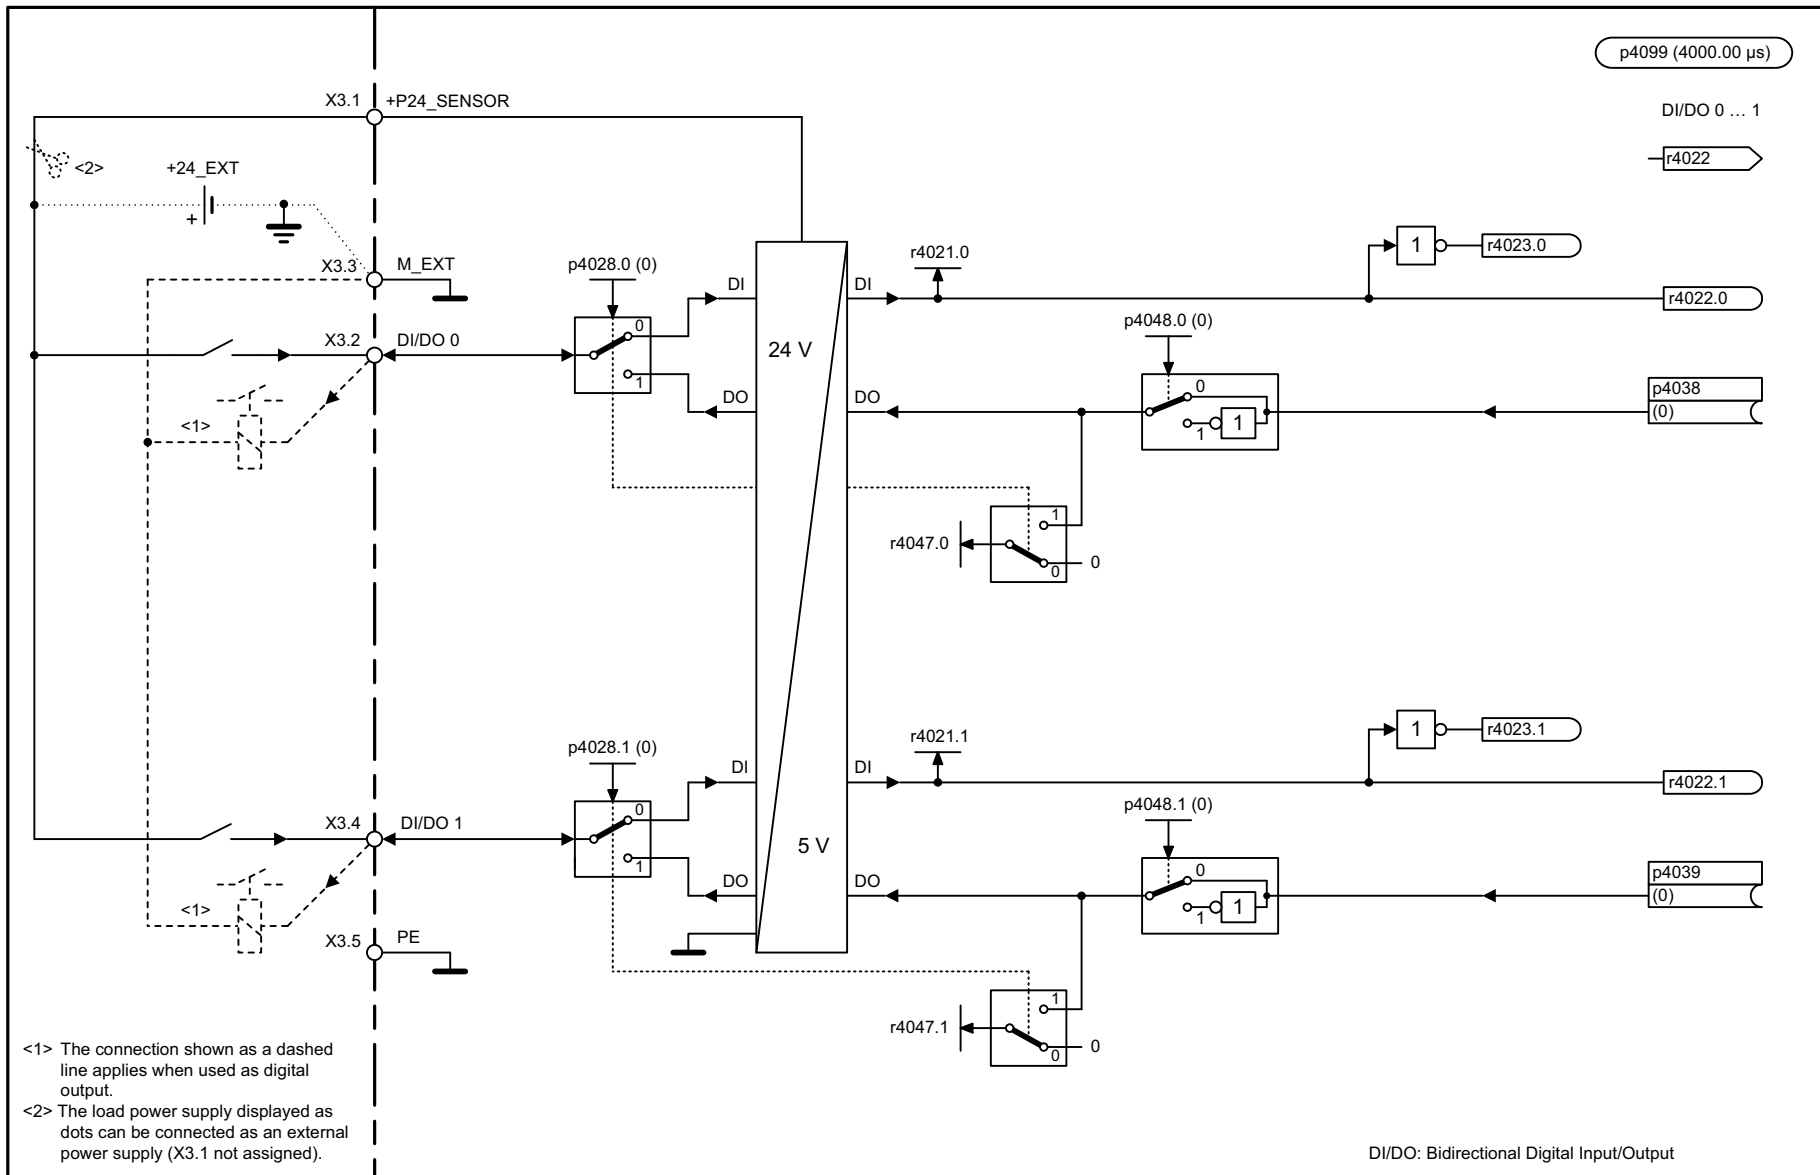 p4099 (4000.00 µs)
X3.1
+P24_SENSOR
DI/DO 0 … 1
<2>
+24_EXT
r4022
+
X3.3
M_EXT
p4028.0 (0)
r4021.0
1
r4023.0
DI
DI
r4022.0
X3.2
DI/DO 0
0
1
24 V
p4048.0 (0)
0
1
1
p4038
(0)
DO
DO
<1>
r4047.0
1
0
0
p4028.1 (0)
r4021.1
1
r4023.1
DI
DI
r4022.1
X3.4
DI/DO 1
0
1
5 V
p4048.1 (0)
0
1
1
p4039
(0)
DO
DO
<1>
X3.5
PE
r4047.1
1
0
0
<1> The connection shown as a dashed
line applies when used as digital
output.
<2> The load power supply displayed as
dots can be connected as an external
power supply (X3.1 not assigned).
DI/DO: Bidirectional Digital Input/Output